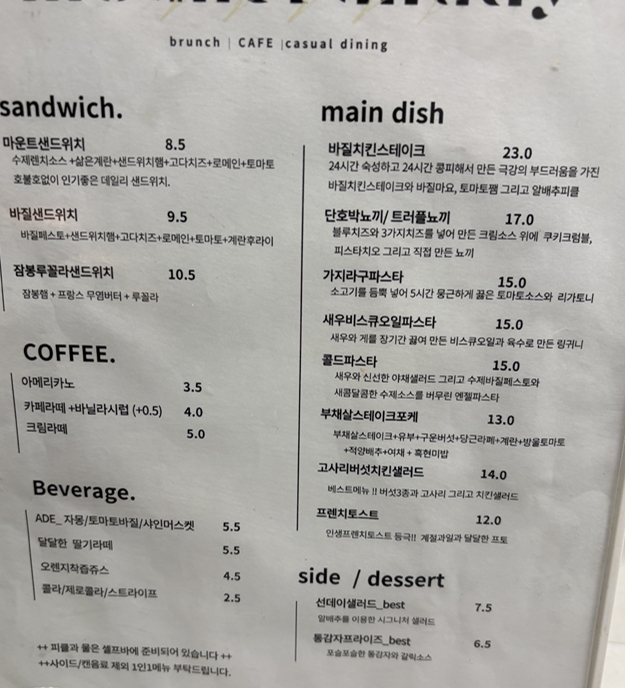 brunch | CAFE |casual dining
sandwich.
마운트샌드위치 8.5
수제렌치소스 +삶은계란+샌드위치햄+고다치즈+로메인+토마토
호불호없이 인기좋은 데일리 샌드위치.
바질샌드위치 9.5
바질페스토+샌드위치햄+고다치즈+로메인+토마토+계란후라이
잠봉루꼴라샌드위치 10.5
잠봉햄 + 프랑스 무염버터 + 루꼴라
COFFEE.
아메리카노 3.5
카페라떼 +바닐라시럽 (+0.5) 4.0
크림라떼 5.0
Beverage.
ADE_ 자몽/토마토바질/샤인머스켓 5.5
달달한 딸기라떼 5.5
오렌지착즙쥬스 4.5
콜라/제로콜라/스프라이프 2.5
++ 피클과 물은 셀프바에 준비되어 있습니다 ++
++사이드/캔음료 제외 1인1메뉴 부탁드립니다.
main dish
바질치킨스테이크 23.0
24시간 숙성하고 24시간 콩피해서 만든 극강의 부드러움을 가진
바질치킨스테이크와 바질마요, 토마토쨈 그리고 알배추피클
단호박뇨끼/ 트러플뇨끼 17.0
블루치즈와 3가지치즈를 넣어 만든 크림소스 위에 쿠키크럼블,
피스타치오 그리고 직접 만든 뇨끼
가지라구파스타 15.0
소고기를 듬뿍 넣어 5시간 뭉근하게 끓은 토마토소스와 리가토니
새우비스큐오일파스타 15.0
새우와 게를 장기간 끓여 만든 비스큐오일과 육수로 만든 링귀니
콜드파스타 15.0
새우와 신선한 야채샐러드 그리고 수제바질페스토와
새콤달콤한 수제소스를 버무린 엔젤파스타
부채살스테이크포케 13.0
부채살스테이크+유부+구운버섯+당근라페+계란+방울토마토
+적양배추+야채 + 흑현미밥
고사리버섯치킨샐러드 14.0
베스트메뉴 !! 버섯3종과 고사리 그리고 치킨샐러드
프렌치토스트 12.0
인생프렌치토스트 등극!! 계절과일과 달달한 프토
side / dessert
선데이샐러드_best 7.5
알배추를 이용한 시그니처 샐러드
통감자프라이즈_best 6.5
포슬포슬한 통감자와 갈릭소스